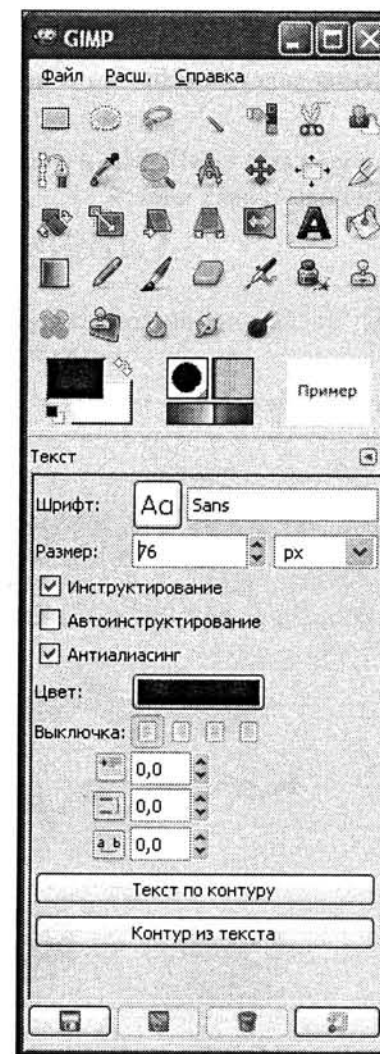 GIMP
Файл Расш. Справка
Пример
Текст
Шрифт: Aa Sans
Размер: 76 px
Инструктирование
Автоинструктирование
Антиалиасинг
Цвет:
Выключка:
0,0
0,0
a_b 0,0
Текст по контуру
Контур из текста